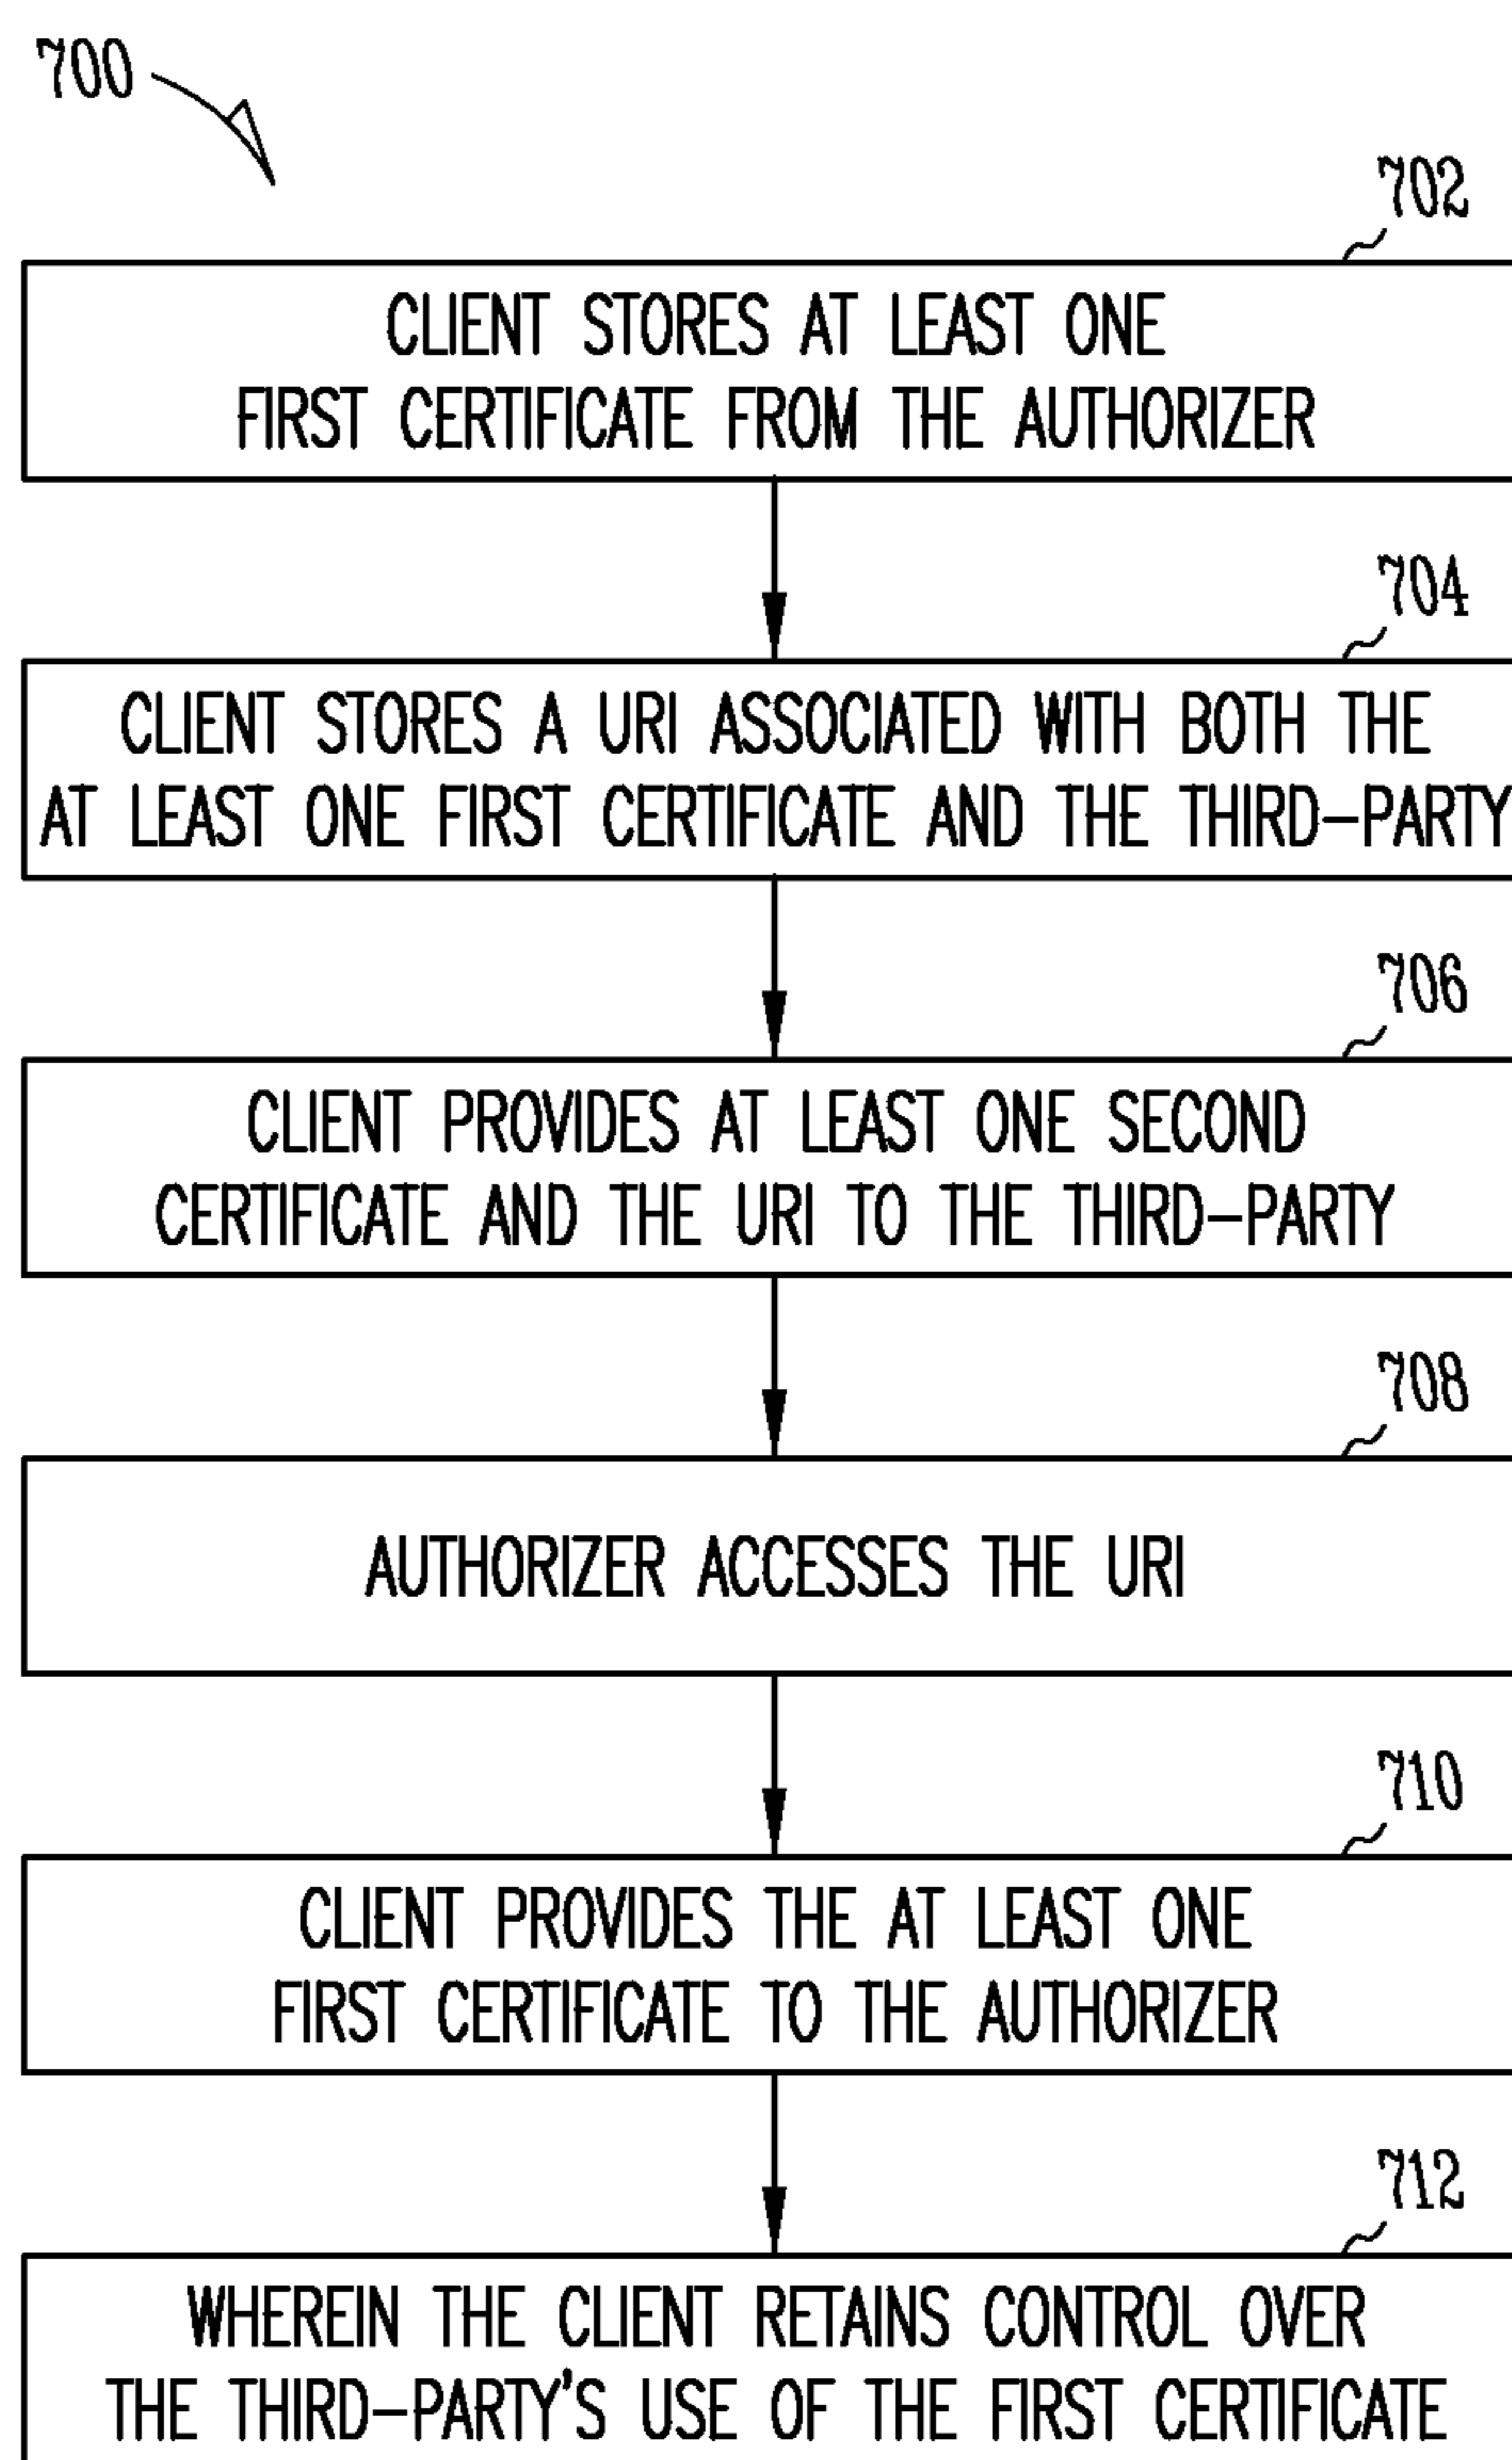 700
702
CLIENT STORES AT LEAST ONE
FIRST CERTIFICATE FROM THE AUTHORIZER
704
CLIENT STORES A URI ASSOCIATED WITH BOTH THE
AT LEAST ONE FIRST CERTIFICATE AND THE THIRD-PARTY
706
CLIENT PROVIDES AT LEAST ONE SECOND
CERTIFICATE AND THE URI TO THE THIRD-PARTY
708
AUTHORIZER ACCESSES THE URI
710
CLIENT PROVIDES THE AT LEAST ONE
FIRST CERTIFICATE TO THE AUTHORIZER
712
WHEREIN THE CLIENT RETAINS CONTROL OVER
THE THIRD-PARTY'S USE OF THE FIRST CERTIFICATE